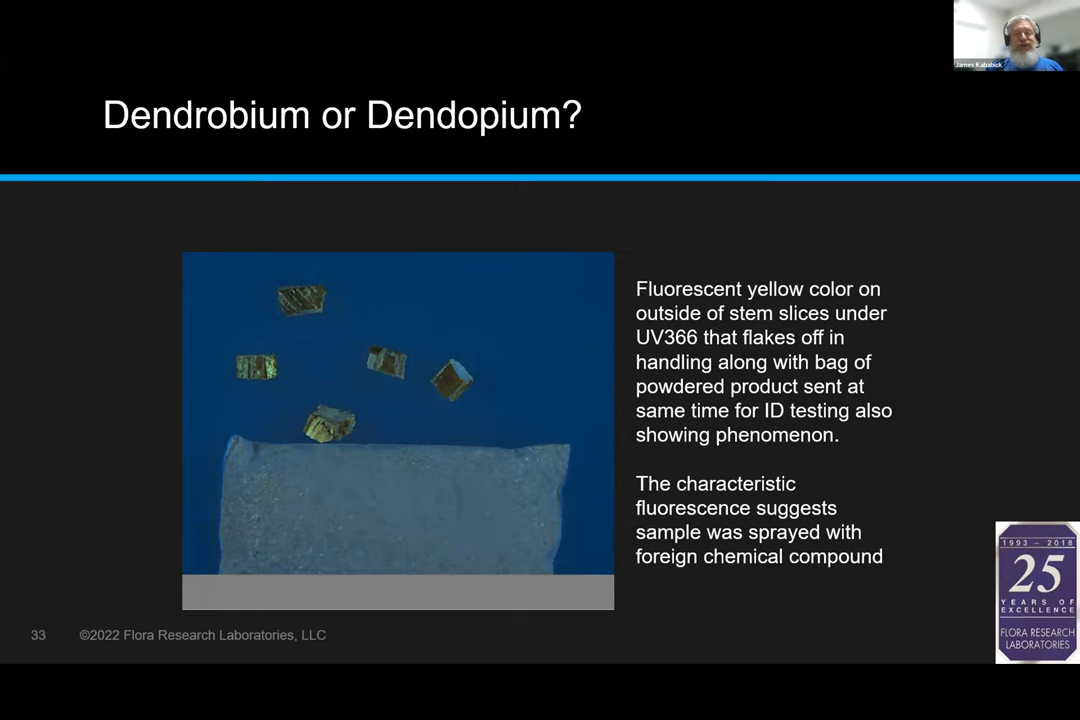 James Kababick
Dendrobium or Dendopium?
Fluorescent yellow color on
outside of stem slices under
UV366 that flakes off in
handling along with bag of
powdered product sent at
same time for ID testing also
showing phenomenon.
The characteristic
fluorescence suggests
sample was sprayed with
foreign chemical compound
1993 – 2018
25
YEARS OF
EXCELLENCE
FLORA RESEARCH
LABORATORIES
33
©2022 Flora Research Laboratories, LLC